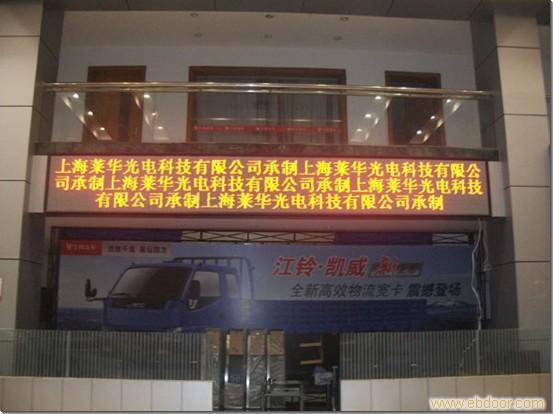 上海莱华光电科技有限公司承制上海莱华光电科技有限公
司承制上海莱华光电科技有限公司承制上海莱华光电科技
有限公司承制上海莱华光电科技有限公司承制
江铃·凯威
全新高效物流宽卡 震撼登场
www.ebdoor.com